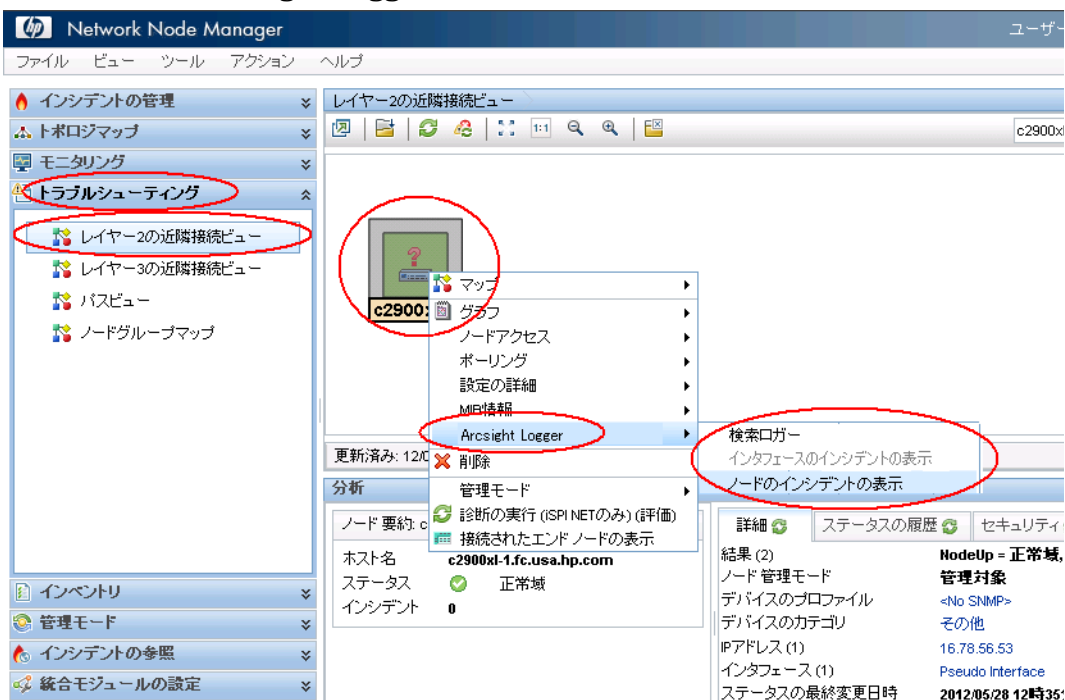 hp Network Node Manager
ユーザー
ファイル ビュー ツール アクション ヘルプ
インシデントの管理
トポロジマップ
モニタリング
トラブルシューティング
レイヤー2の近隣接続ビュー
レイヤー3の近隣接続ビュー
パスビュー
ノードグループマップ
インベントリ
管理モード
インシデントの参照
統合モジュールの設定
レイヤー2の近隣接続ビュー
1:1
c2900xl
?
c2900
マップ
グラフ
ノードアクセス
ポーリング
設定の詳細
MIB情報
Arcsight Logger
削除
管理モード
診断の実行 (iSPI NETのみ) (評価)
接続されたエンド ノードの表示
検索ロガー
インタフェースのインシデントの表示
ノードのインシデントの表示
更新済み: 12/0
分析
ノード 要約: c
ホスト名 c2900xl-1.fc.usa.hp.com
ステータス 正常域
インシデント 0
詳細 ステータスの履歴 セキュリティ
結果 (2) NodeUp = 正常域,
ノード 管理モード 管理対象
デバイスのプロファイル <No SNMP>
デバイスのカテゴリ その他
IPアドレス (1) 16.78.56.53
インタフェース (1) Pseudo Interface
ステータスの最終変更日時 2012/05/28 12時35